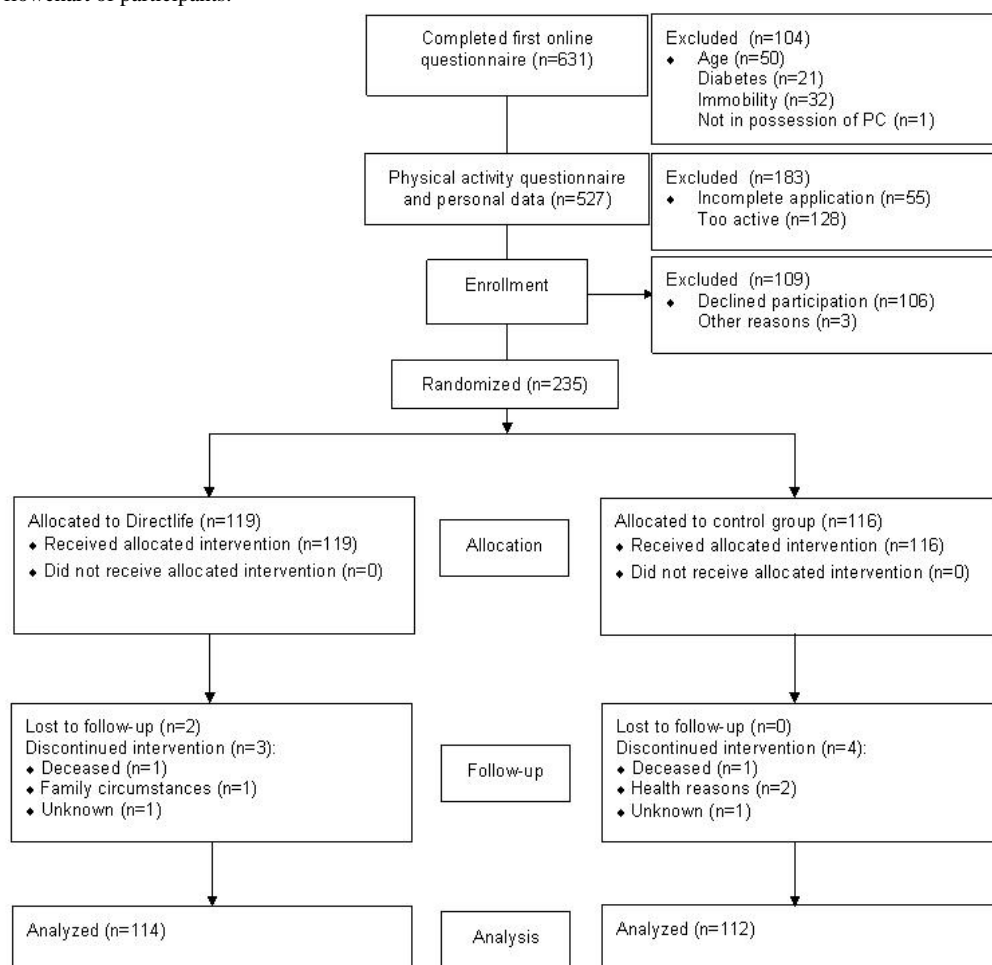 flowchart of participants.
Completed first online
questionnaire (n=631)
Excluded (n=104)
◆ Age (n=50)
Diabetes (n=21)
Immobility (n=32)
Not in possession of PC (n=1)
Physical activity questionnaire
and personal data (n=527)
Excluded (n=183)
◆ Incomplete application (n=55)
Too active (n=128)
Enrollment
Excluded (n=109)
◆ Declined participation (n=106)
Other reasons (n=3)
Randomized (n=235)
Allocated to Directlife (n=119)
◆ Received allocated intervention (n=119)
◆ Did not receive allocated intervention (n=0)
Allocation
Allocated to control group (n=116)
◆ Received allocated intervention (n=116)
◆ Did not receive allocated intervention (n=0)
Lost to follow-up (n=2)
Discontinued intervention (n=3):
◆ Deceased (n=1)
◆ Family circumstances (n=1)
◆ Unknown (n=1)
Follow-up
Lost to follow-up (n=0)
Discontinued intervention (n=4):
◆ Deceased (n=1)
◆ Health reasons (n=2)
◆ Unknown (n=1)
Analyzed (n=114)
Analysis
Analyzed (n=112)